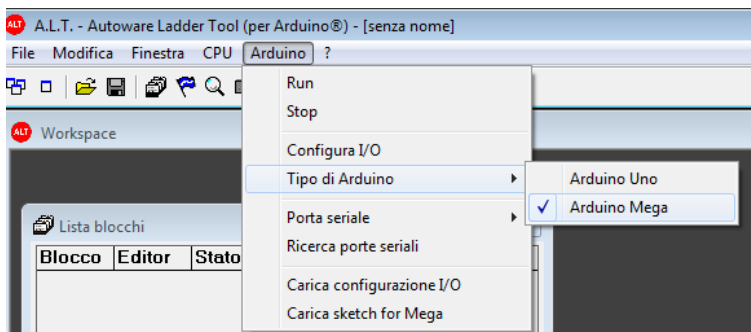 ALT A.L.T. - Autoware Ladder Tool (per Arduino®) - [senza nome]
File Modifica Finestra CPU Arduino ?
Run
Stop
ALT Workspace
Configura I/O
Tipo di Arduino
Arduino Uno
Arduino Mega
Porta seriale
Lista blocchi
Ricerca porte seriali
Blocco Editor Stato
Carica configurazione I/O
Carica sketch for Mega